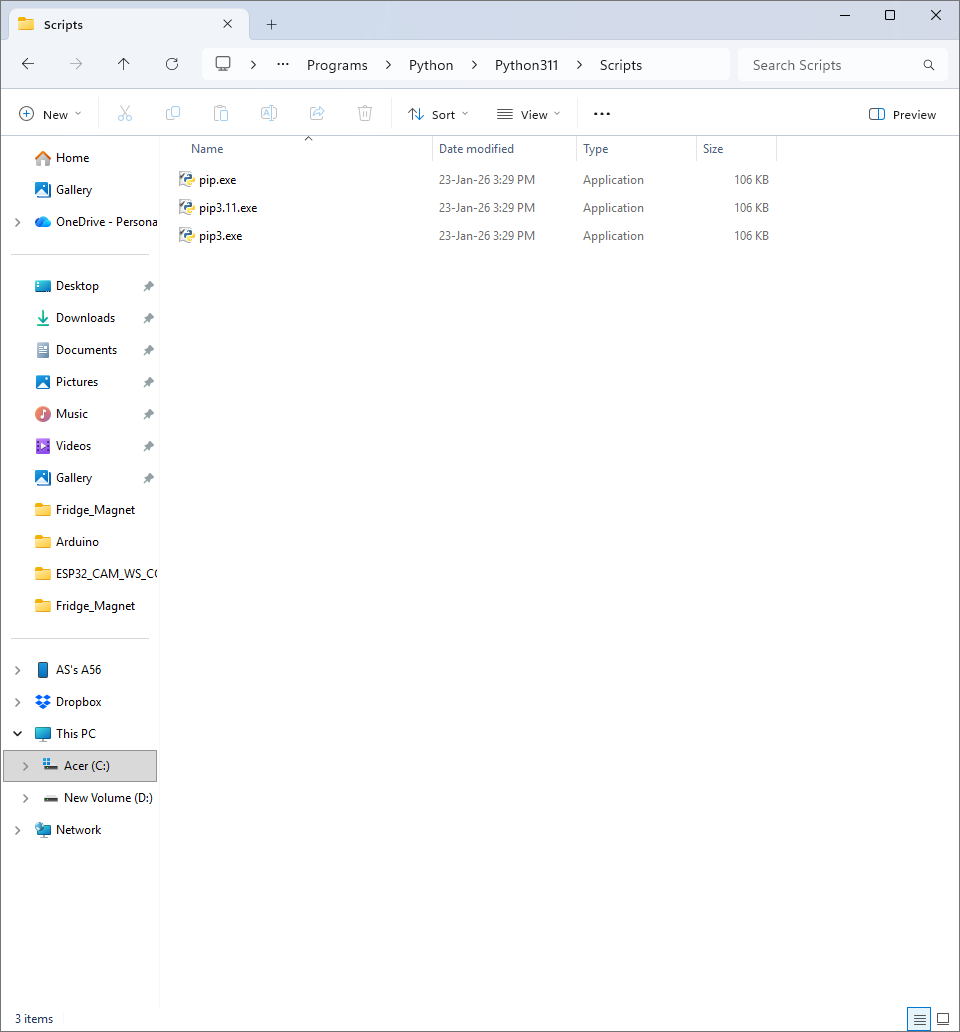 Scripts
Programs > Python > Python311 > Scripts
Search Scripts
New
Sort
View
Preview
Name
Date modified
Type
Size
pip.exe 23-Jan-26 3:29 PM Application 106 KB
pip3.11.exe 23-Jan-26 3:29 PM Application 106 KB
pip3.exe 23-Jan-26 3:29 PM Application 106 KB
Home
Gallery
OneDrive - Persona
Desktop
Downloads
Documents
Pictures
Music
Videos
Gallery
Fridge_Magnet
Arduino
ESP32_CAM_WS_CC
Fridge_Magnet
AS's A56
Dropbox
This PC
Acer (C:)
New Volume (D:)
Network
3 items